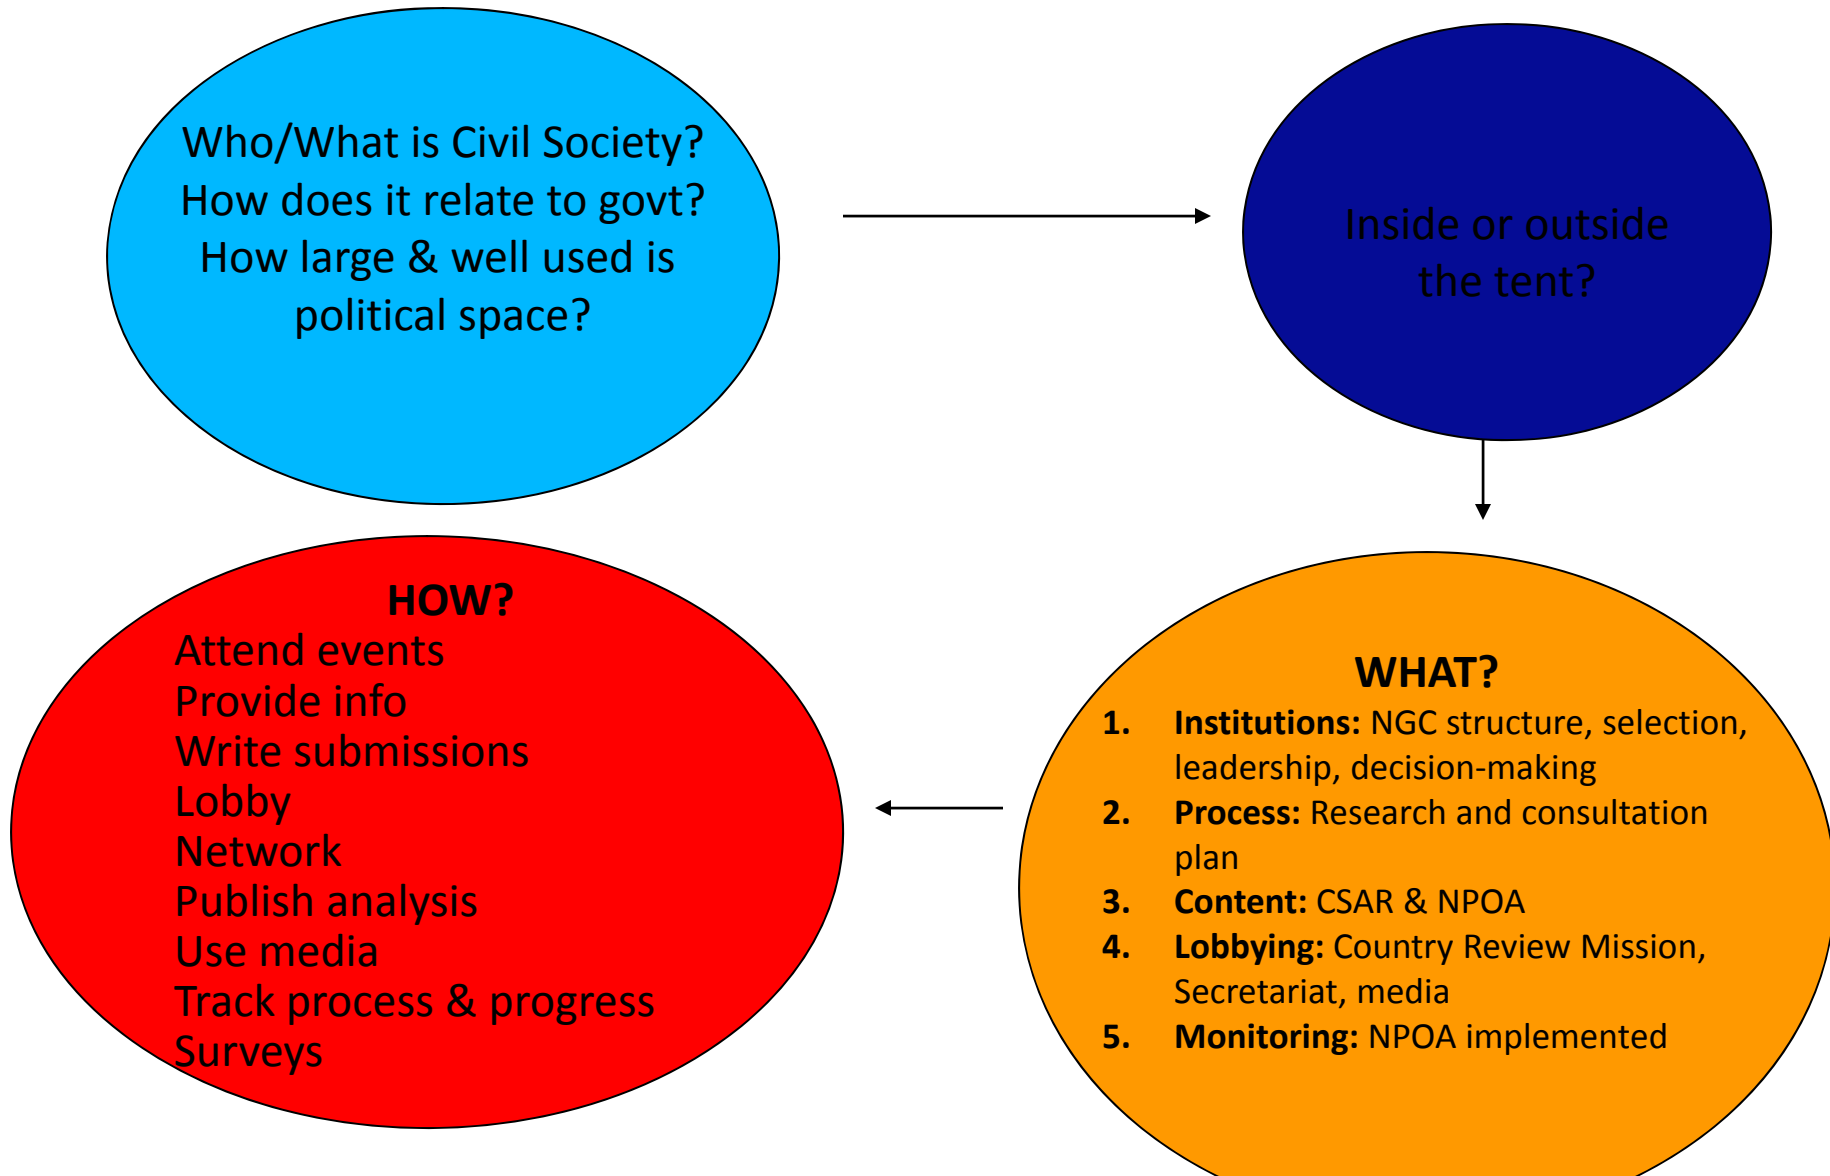 Who/What is Civil Society?
How does it relate to govt?
How large & well used is
political space?
Inside or outside
the tent?
WHAT?
1. Institutions: NGC structure, selection,
leadership, decision-making
2. Process: Research and consultation
plan
3. Content: CSAR & NPOA
4. Lobbying: Country Review Mission,
Secretariat, media
5. Monitoring: NPOA implemented
HOW?
Attend events
Provide info
Write submissions
Lobby
Network
Publish analysis
Use media
Track process & progress
Surveys